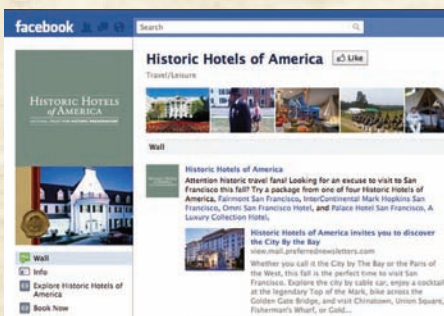 facebook
Search
HISTORIC HOTELS
of AMERICA
NATIONAL TRUST FOR HISTORIC PRESERVATION
Wall
Info
Explore Historic Hotels of
America
Book Now
Historic Hotels of America
Like
Travel/Leisure
Wall
Historic Hotels of America
Attention historic travel fans! Looking for an excuse to visit to San
Francisco this fall? Try a package from one of four Historic Hotels of
America, Fairmont San Francisco, InterContinental Mark Hopkins San
Francisco, Omni San Francisco Hotel, and Palace Hotel San Francisco, A
Luxury Collection Hotel,
Historic Hotels of America invites you to discover
the City By the Bay
view.mail.preferrednewsletters.com
Whether you call it the City By The Bay or the Paris of
the West, this fall is the perfect time to visit San
Francisco. Explore the city by cable car, enjoy a cocktail
at the legendary Top of the Mark, bike across the
Golden Gate Bridge, and visit Chinatown, Union Square,
Fisherman's Wharf, or Gold...